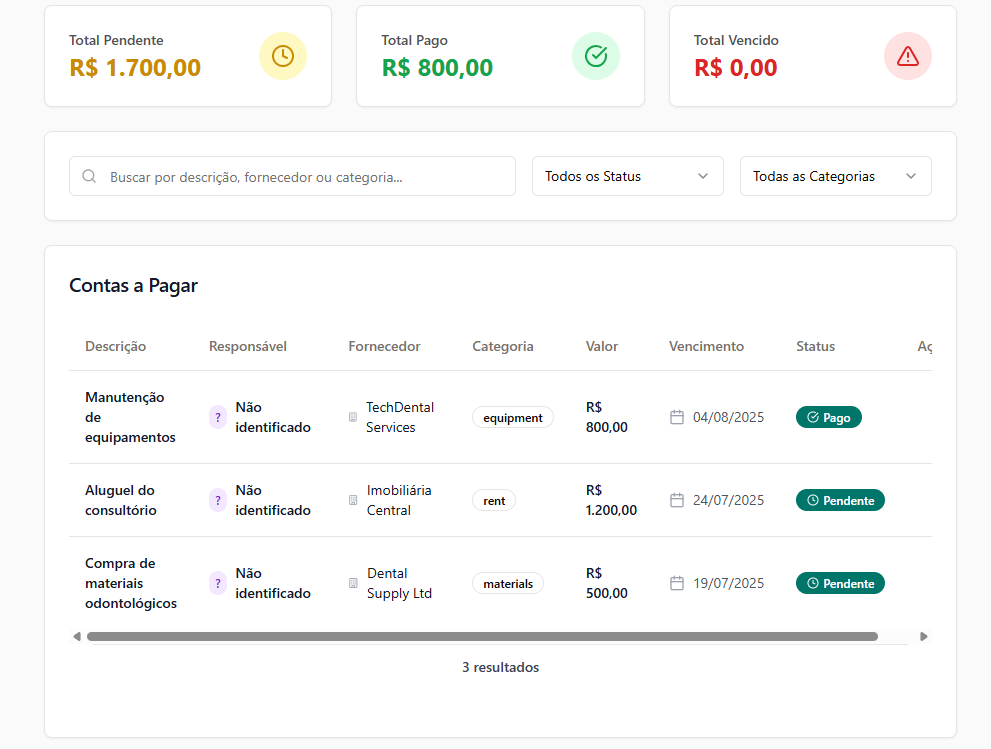 Total Pendente
R$ 1.700,00
Total Pago
R$ 800,00
Total Vencido
R$ 0,00
Buscar por descrição, fornecedor ou categoria...
Todos os Status
Todas as Categorias
Contas a Pagar
Descrição Responsável Fornecedor Categoria Valor Vencimento Status Aç
Manutenção
de
equipamentos
?
Não
identificado
TechDental
Services
equipment
R$
800,00
04/08/2025
Pago
Aluguel do
consultório
?
Não
identificado
Imobiliária
Central
rent
R$
1.200,00
24/07/2025
Pendente
Compra de
materiais
odontológicos
?
Não
identificado
Dental
Supply Ltd
materials
R$
500,00
19/07/2025
Pendente
3 resultados